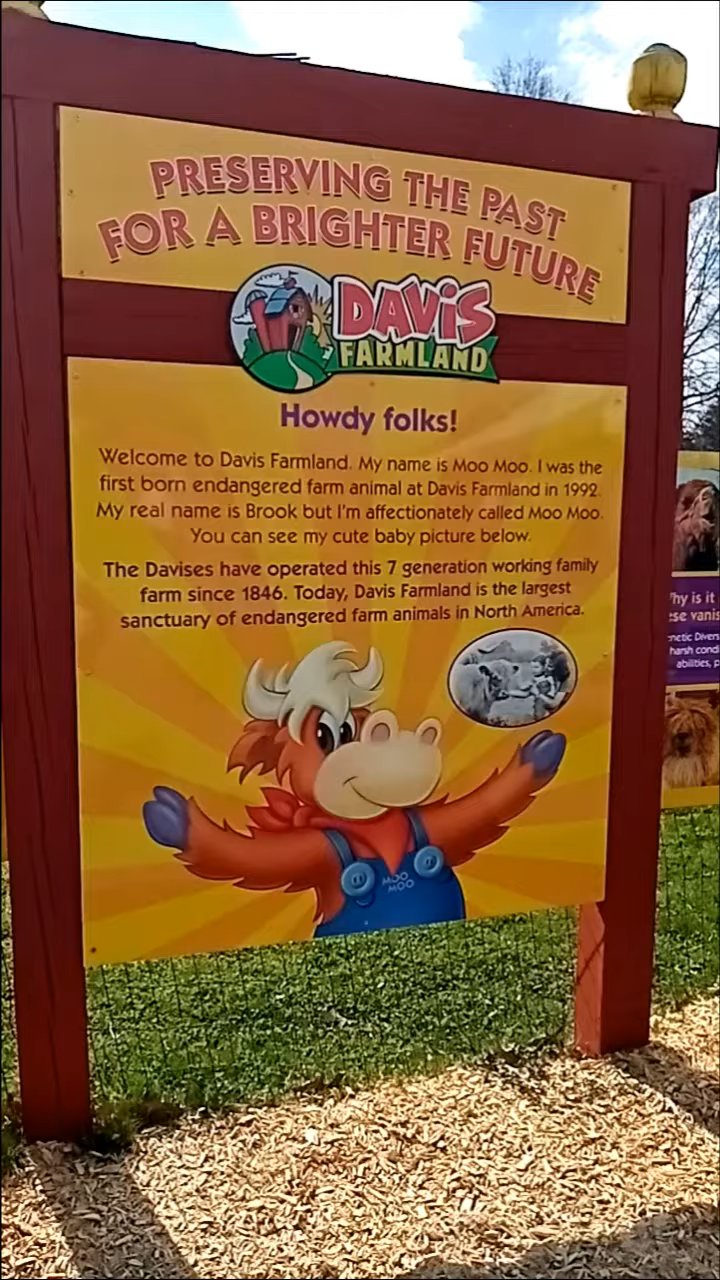 PRESERVING THE PAST
FOR A BRIGHTER FUTURE
DAVIS
FARMLAND
Howdy folks!
Welcome to Davis Farmland. My name is Moo Moo. I was the
first born endangered farm animal at Davis Farmland in 1992.
My real name is Brook but I'm affectionately called Moo Moo.
You can see my cute baby picture below.
The Davises have operated this 7 generation working family
farm since 1846. Today, Davis Farmland is the largest
sanctuary of endangered farm animals in North America.
MOO
MOO
hy is it
se vanis
netic Divers
harsh cond
abilities, p